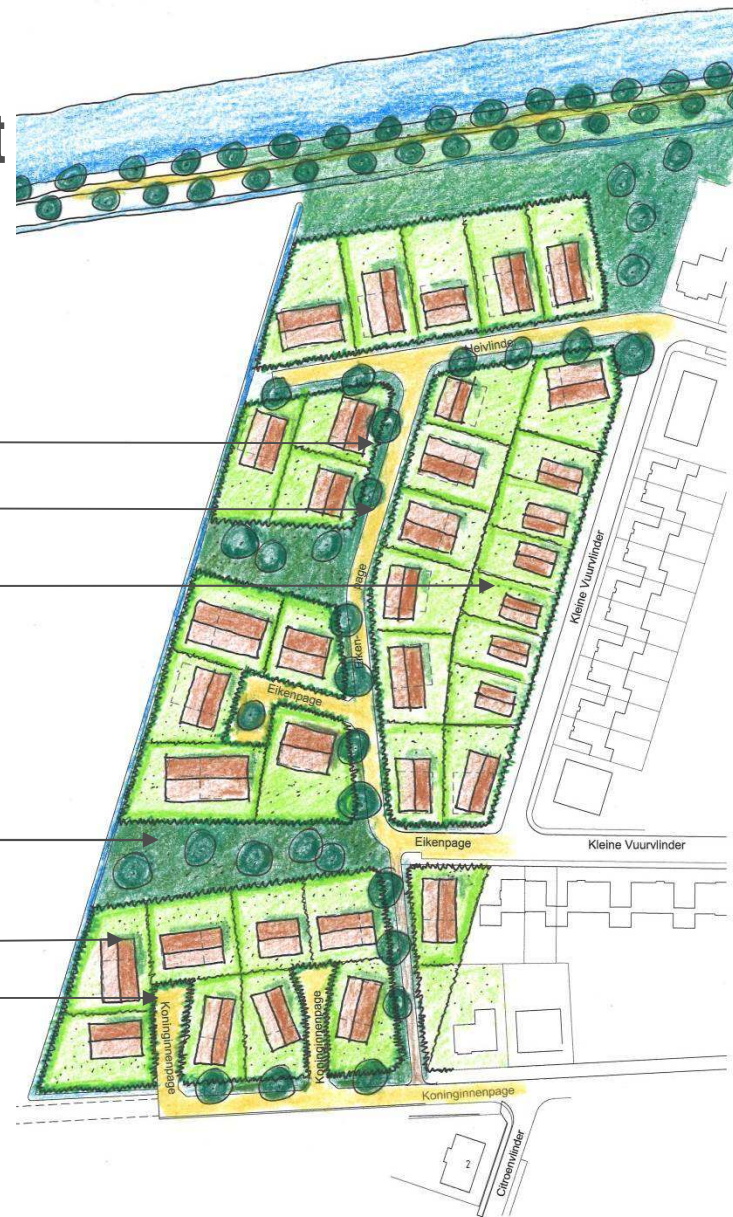 t
Heivlinder
Kleine Vuurvlinder
Eiken-
page
Eikenpage
Eikenpage
Kleine Vuurvlinder
Koninginnenpage
Koninginnenpage
Koninginnenpage
Citroenvlinder
2